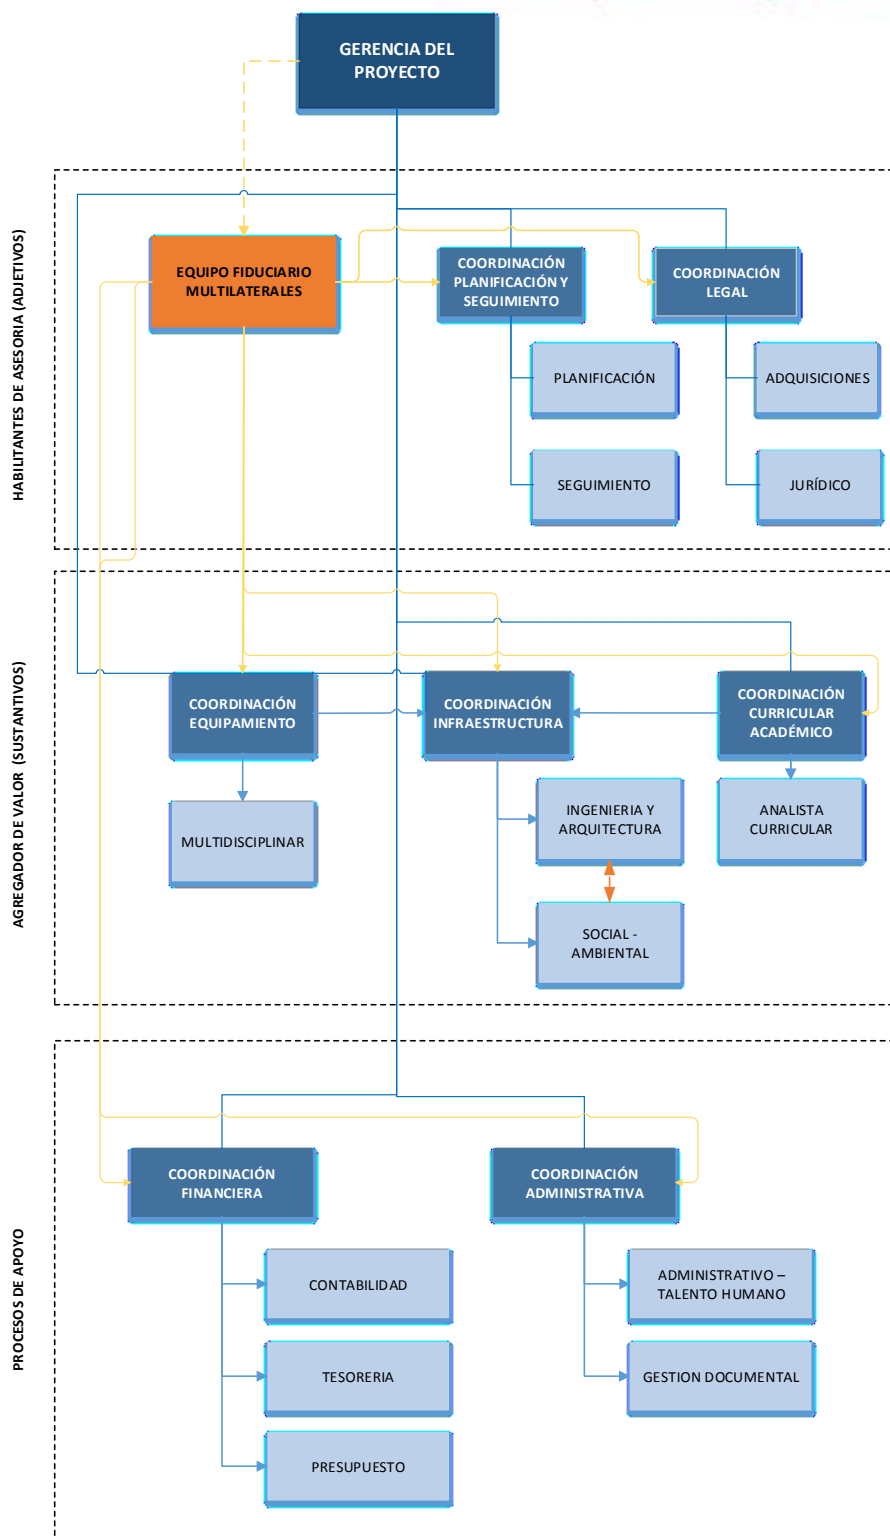 GERENCIA DEL
PROYECTO
HABILITANTES DE ASESORIA (ADJETIVOS)
EQUIPO FIDUCIARIO
MULTILATERALES
COORDINACIÓN
PLANIFICACIÓN Y
SEGUIMIENTO
COORDINACIÓN
LEGAL
PLANIFICACIÓN
ADQUISICIONES
SEGUIMIENTO
JURÍDICO
AGREGADOR DE VALOR (SUSTANTIVOS)
COORDINACIÓN
EQUIPAMIENTO
COORDINACIÓN
INFRAESTRUCTURA
COORDINACIÓN
CURRICULAR
ACADÉMICO
MULTIDISCIPLINAR
INGENIERIA Y
ARQUITECTURA
ANALISTA
CURRICULAR
SOCIAL -
AMBIENTAL
PROCESOS DE APOYO
COORDINACIÓN
FINANCIERA
COORDINACIÓN
ADMINISTRATIVA
CONTABILIDAD
ADMINISTRATIVO –
TALENTO HUMANO
TESORERIA
GESTION DOCUMENTAL
PRESUPUESTO